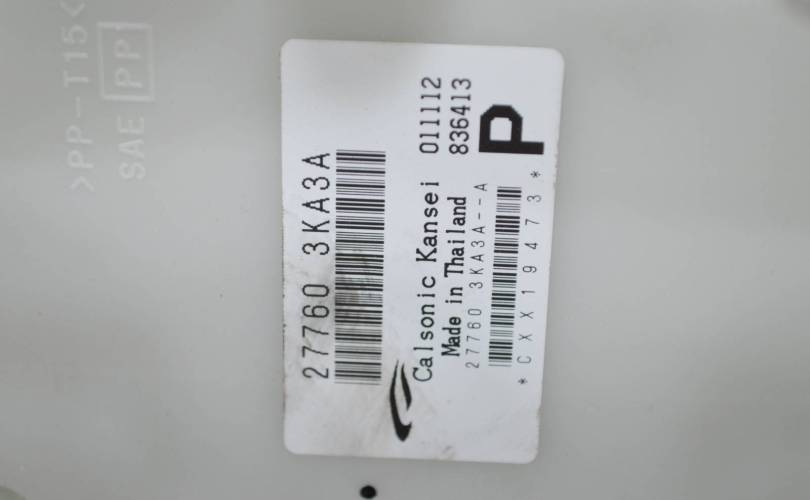 >PP-T15<
SAE PP
27760 3KA3A
Calsonic Kansei 011112
Made in Thailand 836413
27760 3KA3A--A
P
*CXX19473*